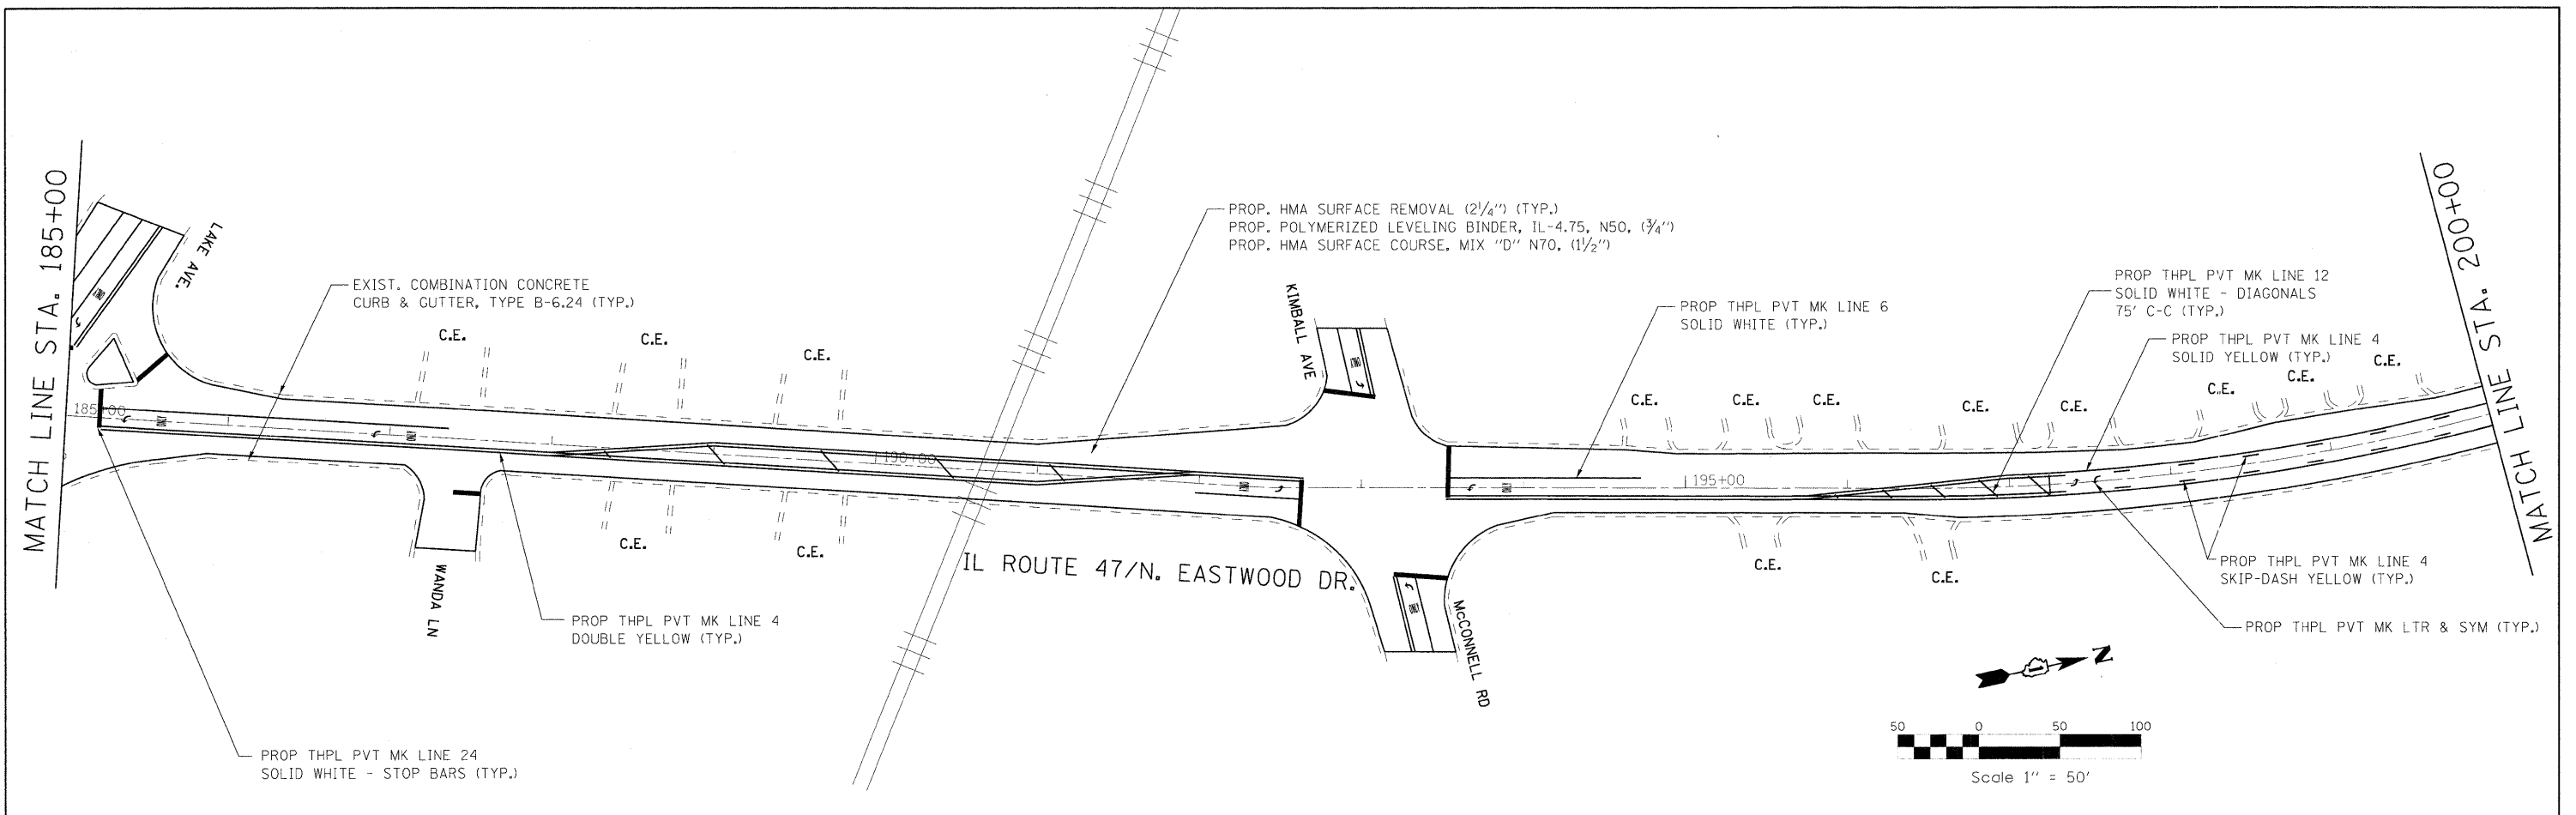 MATCH LINE STA. 185+00
LAKE AVE.
EXIST. COMBINATION CONCRETE
CURB & GUTTER, TYPE B-6.24 (TYP.)
C.E.
C.E.
C.E.
PROP. HMA SURFACE REMOVAL (2 1/4") (TYP.)
PROP. POLYMERIZED LEVELING BINDER, IL-4.75, N50, (3/4")
PROP. HMA SURFACE COURSE, MIX "D" N70, (1 1/2")
KIMBALL AVE
PROP THPL PVT MK LINE 6
SOLID WHITE (TYP.)
PROP THPL PVT MK LINE 12
SOLID WHITE - DIAGONALS
75' C-C (TYP.)
PROP THPL PVT MK LINE 4
SOLID YELLOW (TYP.)
C.E.
C.E.
C.E.
C.E.
C.E.
C.E.
C.E.
C.E.
MATCH LINE STA. 200+00
185+00
190+00
195+00
C.E.
C.E.
C.E.
C.E.
IL ROUTE 47/N. EASTWOOD DR.
WANDA LN
McCONNELL RD
PROP THPL PVT MK LINE 4
DOUBLE YELLOW (TYP.)
PROP THPL PVT MK LINE 4
SKIP-DASH YELLOW (TYP.)
PROP THPL PVT MK LTR & SYM (TYP.)
PROP THPL PVT MK LINE 24
SOLID WHITE - STOP BARS (TYP.)
N
50 0 50 100
Scale 1" = 50'